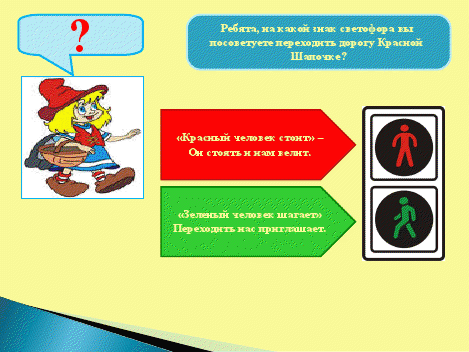 ?
Ребята, на какой знак светофора вы
посоветуете переходить дорогу Красной
Шапочке?
«Красный человек стоит» –
Он стоять и нам велит.
«Зеленый человек шагает»
Переходить нас приглашает.